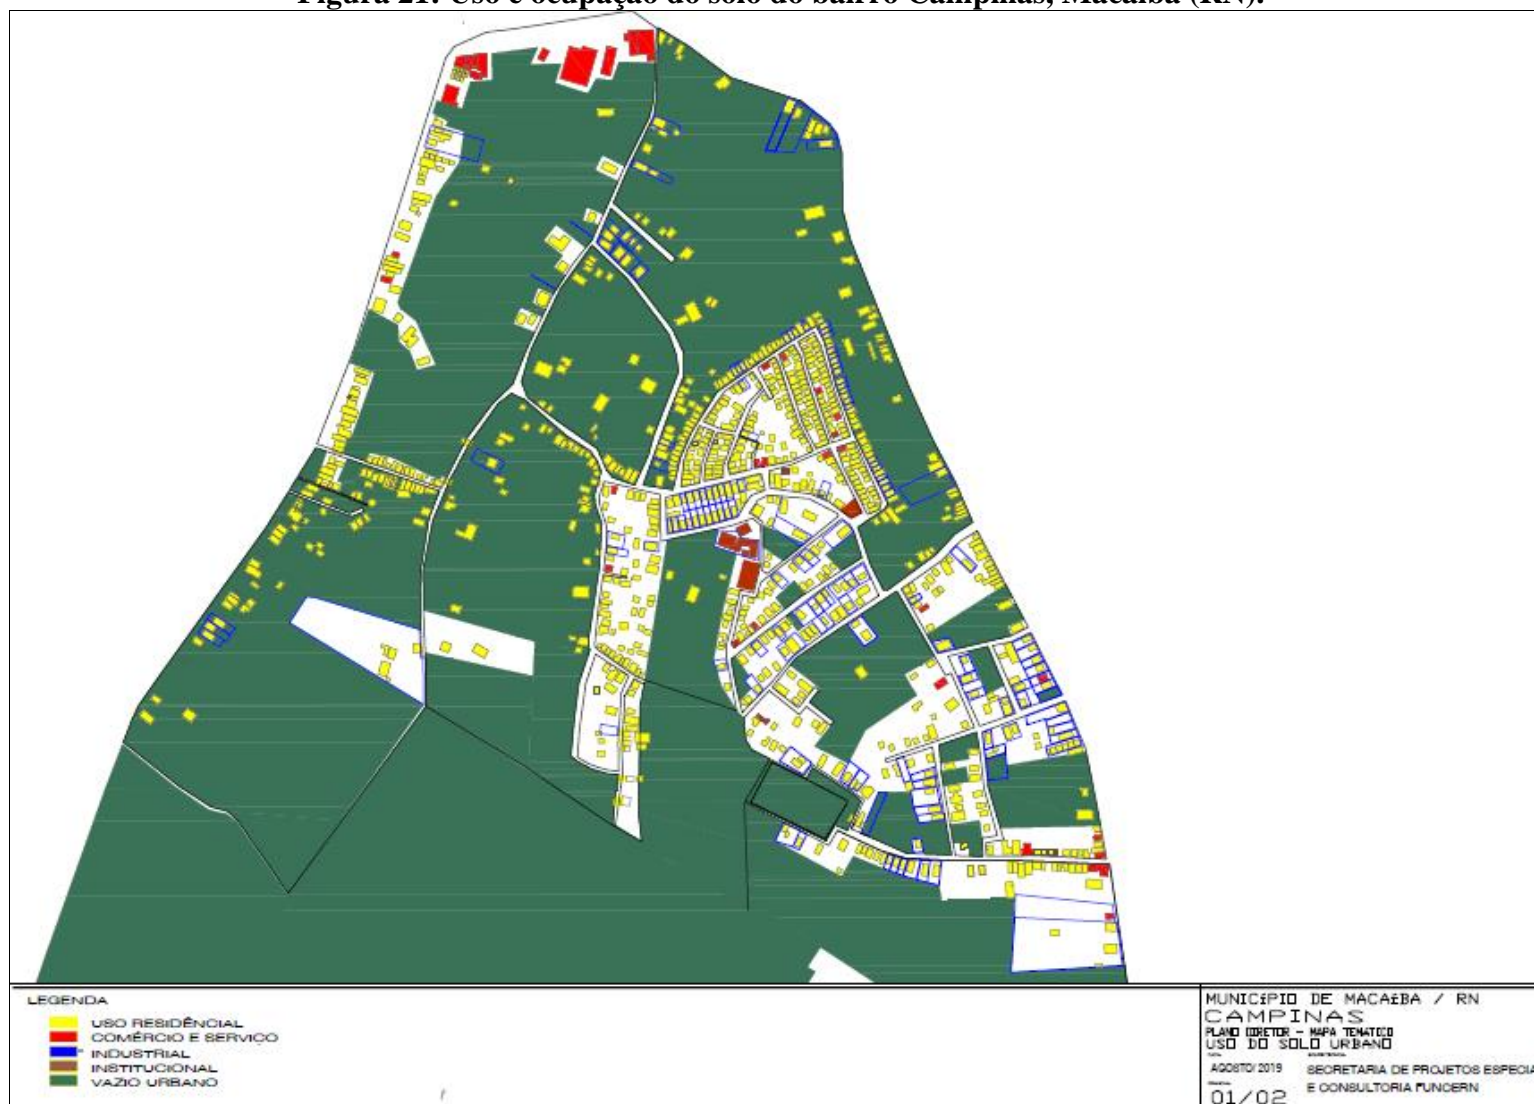 Figura 21: Uso e ocupação do solo do bairro Campinas, Macaíba (RN).
LEGENDA
USO RESIDÊNCIAL
COMÉRCIO E SERVIÇO
INDUSTRIAL
INSTITUCIONAL
VAZIO URBANO
MUNICíPIO DE MACAíBA / RN
CAMPINAS
PLANO DIRETOR - MAPA TEMATICO
USO DO SOLO URBANO
AGOSTO/2019
SECRETARIA DE PROJETOS ESPECIA
E CONSULTORIA FUNCERN
01/02